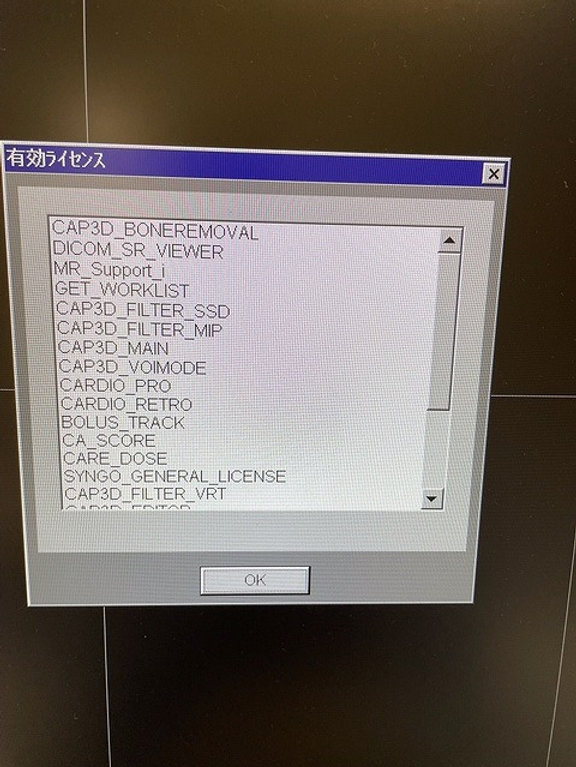 有効ライセンス
CAP3D_BONEREMOVAL
DICOM_SR_VIEWER
MR_Support_i
GET_WORKLIST
CAP3D_FILTER_SSD
CAP3D_FILTER_MIP
CAP3D_MAIN
CAP3D_VOIMODE
CARDIO_PRO
CARDIO_RETRO
BOLUS_TRACK
CA_SCORE
CARE_DOSE
SYNGO_GENERAL_LICENSE
CAP3D_FILTER_VRT
CAP3D_EDITOR
OK